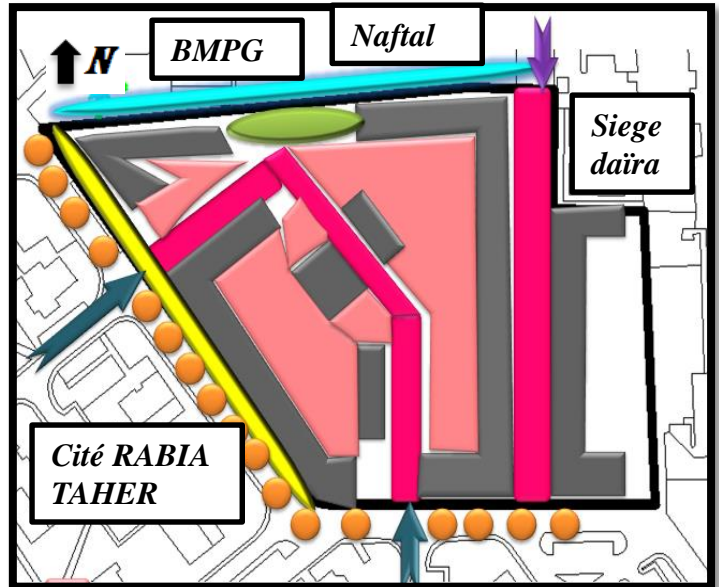 N
BMPG
Naftal
Siege
daïra
Cité RABIA
TAHER